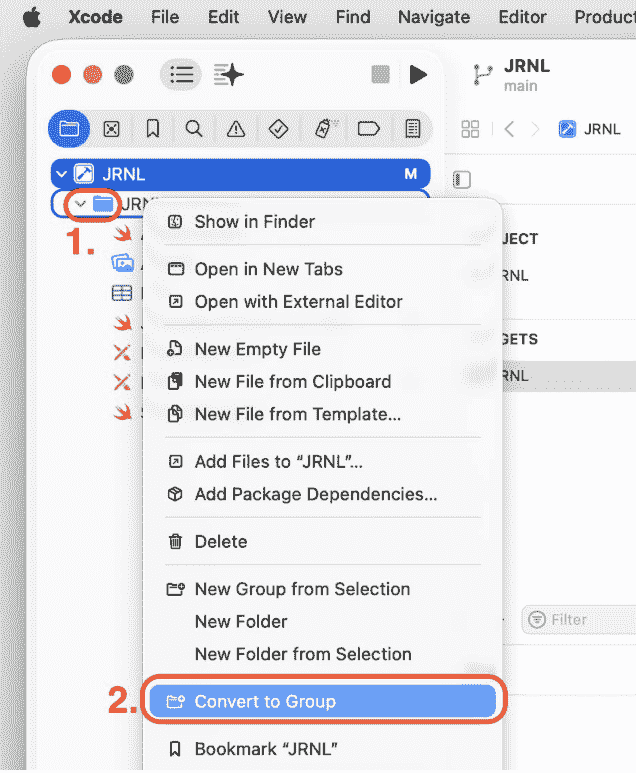 Xcode File Edit View Find Navigate Editor Product
JRNL
main
JRNL
JRNL M
1.
JECT
RNL
GETS
RNL
Show in Finder
Open in New Tabs
Open with External Editor
New Empty File
New File from Clipboard
New File from Template...
Add Files to “JRNL”...
Add Package Dependencies...
Delete
New Group from Selection
New Folder
New Folder from Selection
Filter
2. Convert to Group
Bookmark “JRNL”